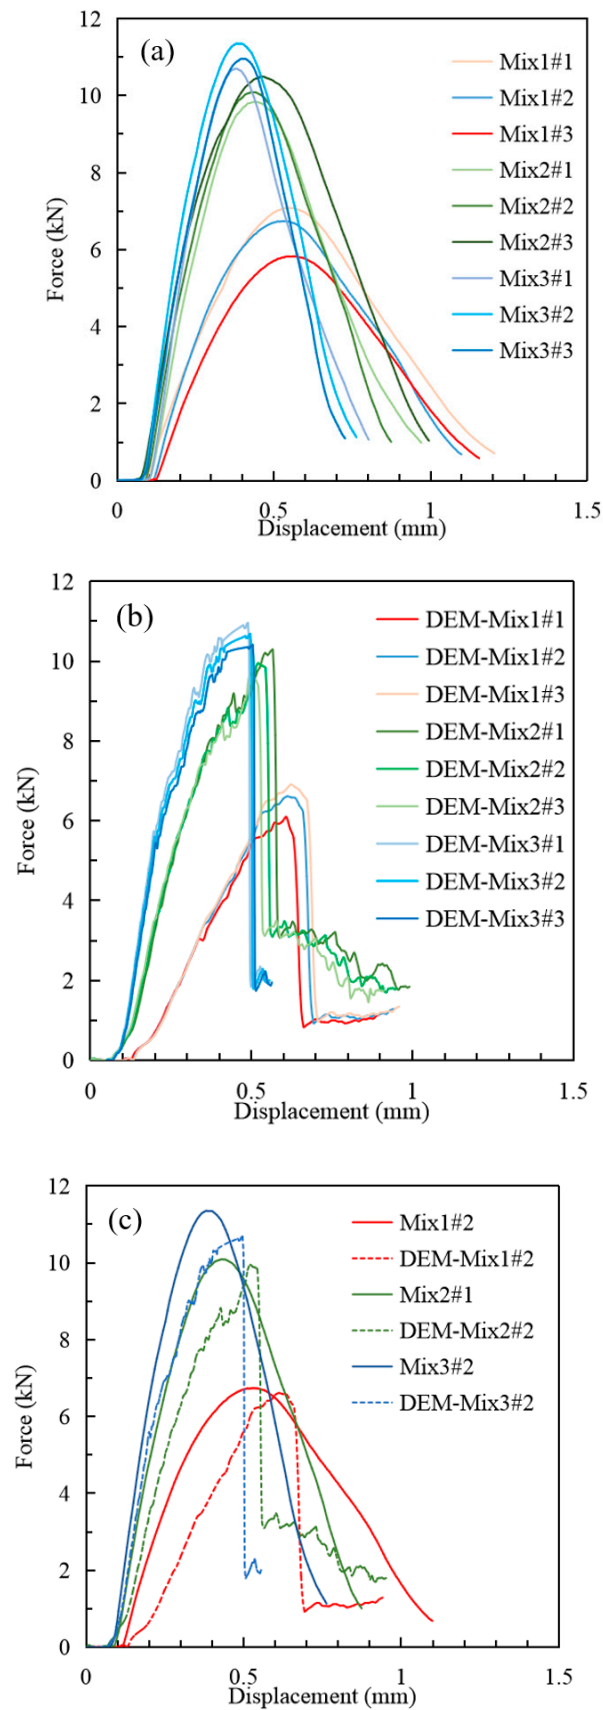 (a)
12
10
8
6
4
2
0
Force (kN)
Mix1#1
Mix1#2
Mix1#3
Mix2#1
Mix2#2
Mix2#3
Mix3#1
Mix3#2
Mix3#3
0 0.5 1 1.5
Displacement (mm)
(b)
12
10
8
6
4
2
0
Force (kN)
DEM-Mix1#1
DEM-Mix1#2
DEM-Mix1#3
DEM-Mix2#1
DEM-Mix2#2
DEM-Mix2#3
DEM-Mix3#1
DEM-Mix3#2
DEM-Mix3#3
0 0.5 1 1.5
Displacement (mm)
(c)
12
10
8
6
4
2
0
Force (kN)
Mix1#2
DEM-Mix1#2
Mix2#1
DEM-Mix2#2
Mix3#2
DEM-Mix3#2
0 0.5 1 1.5
Displacement (mm)